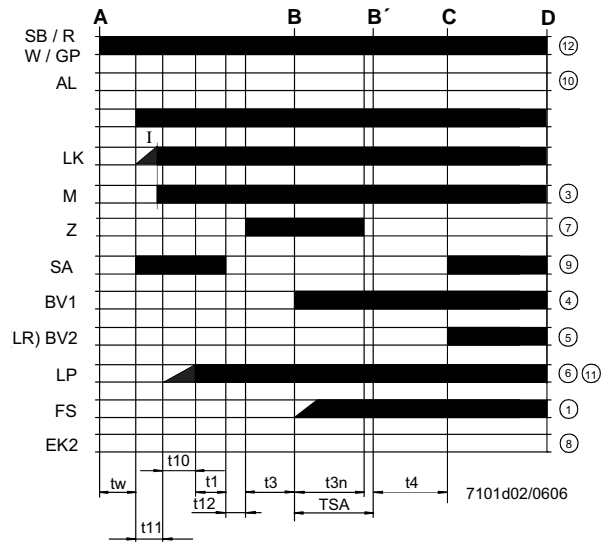 A B B´ C D
SB / R
W / GP ⑫
AL ⑩
I
LK
M ③
Z ⑦
SA ⑨
BV1 ④
LR) BV2 ⑤
LP ⑥ ⑪
FS ①
EK2 ⑧
t10
tw t1 t3 t3n t4
7101d02/0606
t12 TSA
t11